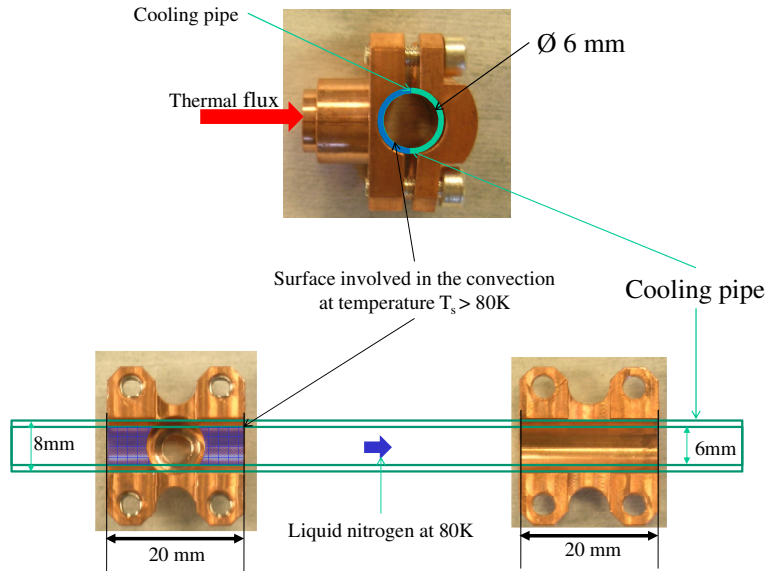 Cooling pipe
Ø 6 mm
Thermal flux
Surface involved in the convection
at temperature Ts > 80K
Cooling pipe
8mm
6mm
Liquid nitrogen at 80K
20 mm
20 mm